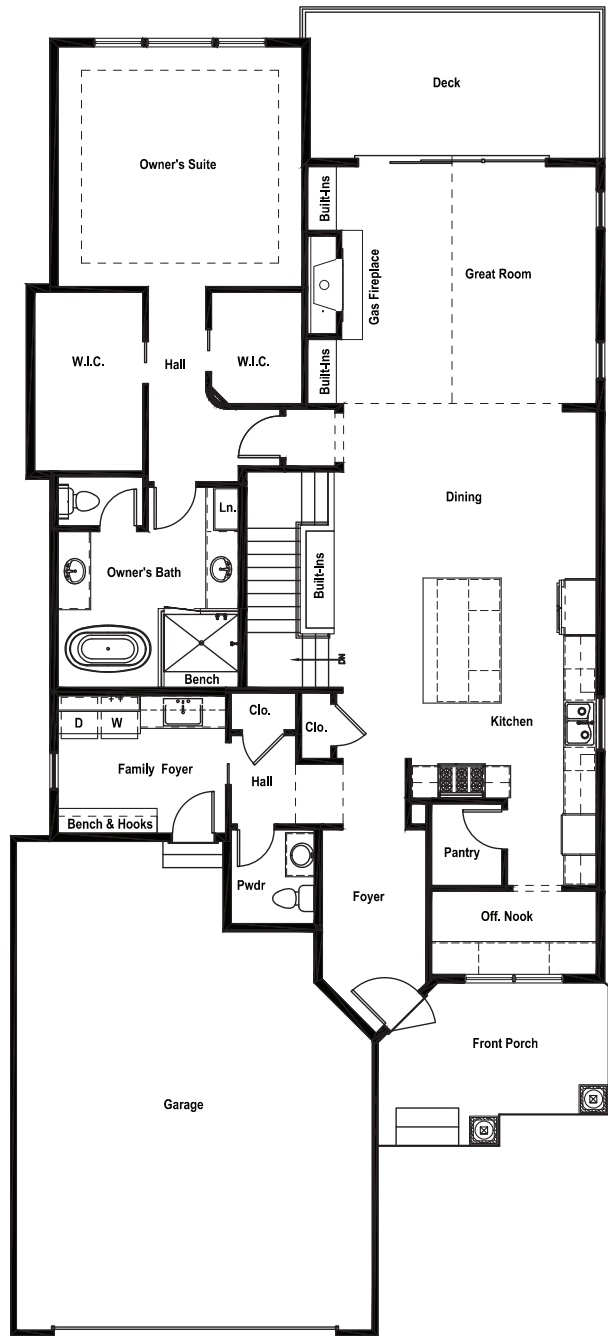 Deck
Owner's Suite
Built-Ins
Great Room
Gas Fireplace
W.I.C.
Hall
W.I.C.
Built-Ins
Dining
Ln.
Owner's Bath
Built-Ins
DN
Bench
Clo.
Clo.
Kitchen
D
W
Family Foyer
Hall
Bench & Hooks
Pantry
Pwdr
Foyer
Off. Nook
Front Porch
Garage